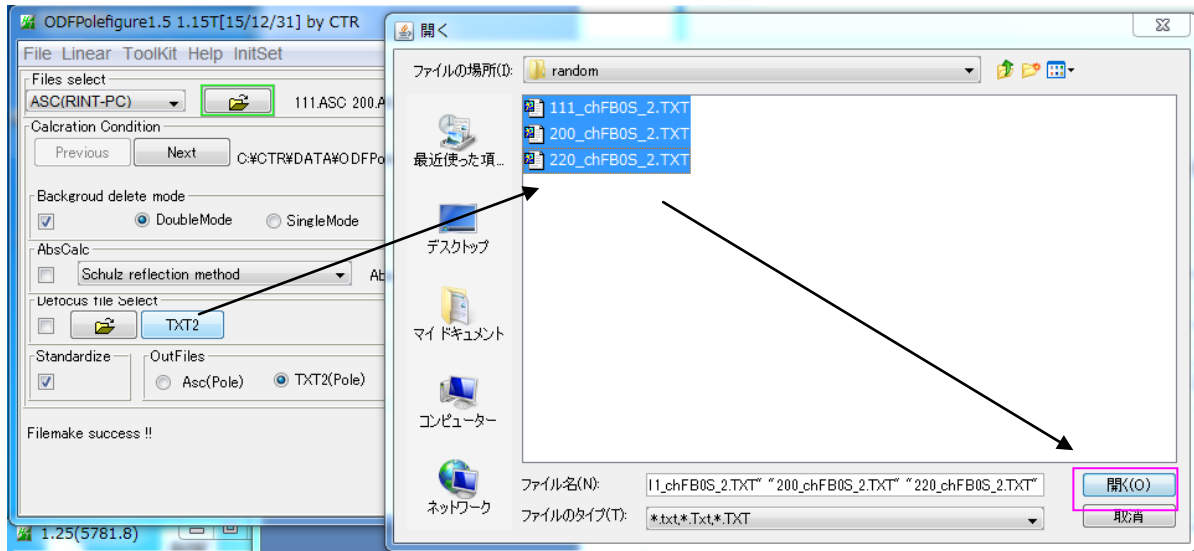 ODFPolefigure1.5 1.15T[15/12/31] by CTR
File Linear ToolKit Help InitSet
Files select
ASC(RINT-PC)
111.ASC 200.A
Calcration Condition
Previous
Next
C:¥CTR¥DATA¥ODFPo
Backgroud delete mode
DoubleMode
SingleMode
AbsCalc
Schulz reflection method
Ab
Defocus file Select
TXT2
Standardize
OutFiles
Asc(Pole)
TXT2(Pole)
Filemake success !!
1.25(5781.8)
開く
ファイルの場所(I):
random
最近使った項...
デスクトップ
マイ ドキュメント
コンピューター
ネットワーク
111_chFB0S_2.TXT
200_chFB0S_2.TXT
220_chFB0S_2.TXT
ファイル名(N):
11_chFB0S_2.TXT" "200_chFB0S_2.TXT" "220_chFB0S_2.TXT"
開く(O)
ファイルのタイプ(T):
*.txt,*.Txt,*.TXT
取消